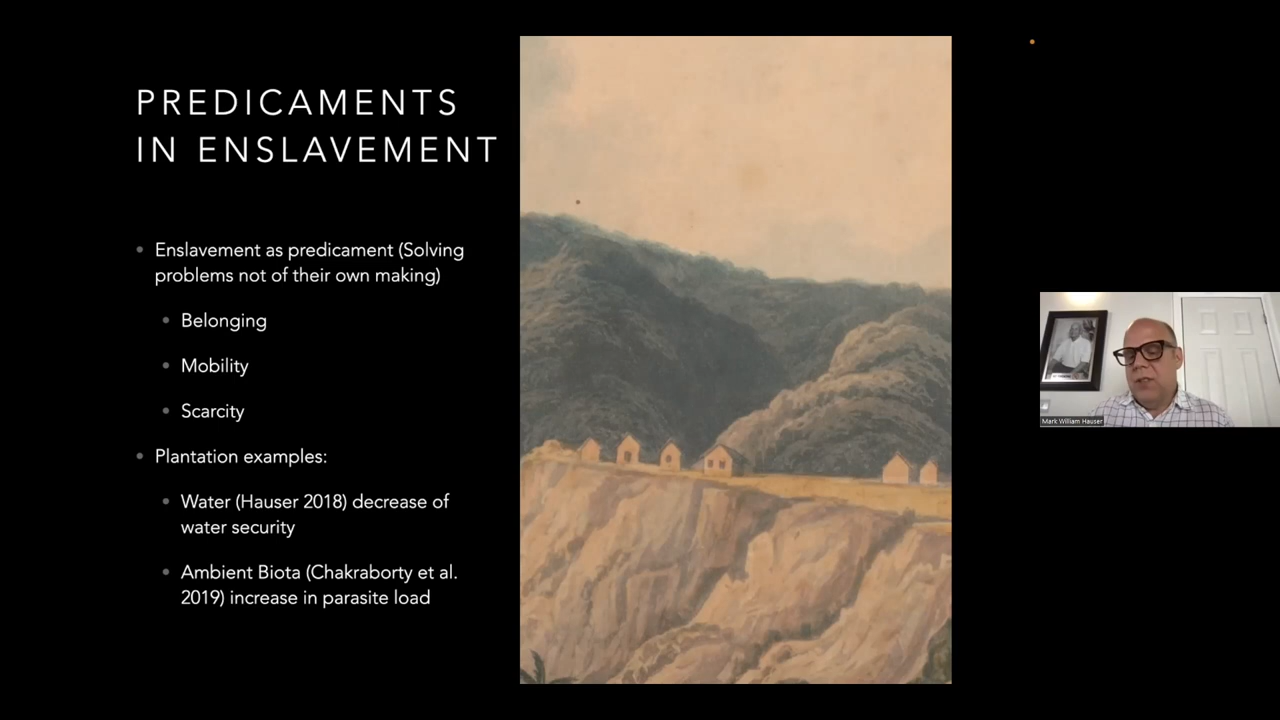 PREDICAMENTS
IN ENSLAVEMENT
Enslavement as predicament (Solving
problems not of their own making)
Belonging
Mobility
Scarcity
Plantation examples:
Water (Hauser 2018) decrease of
water security
Ambient Biota (Chakraborty et al.
2019) increase in parasite load
Mark William Hauser